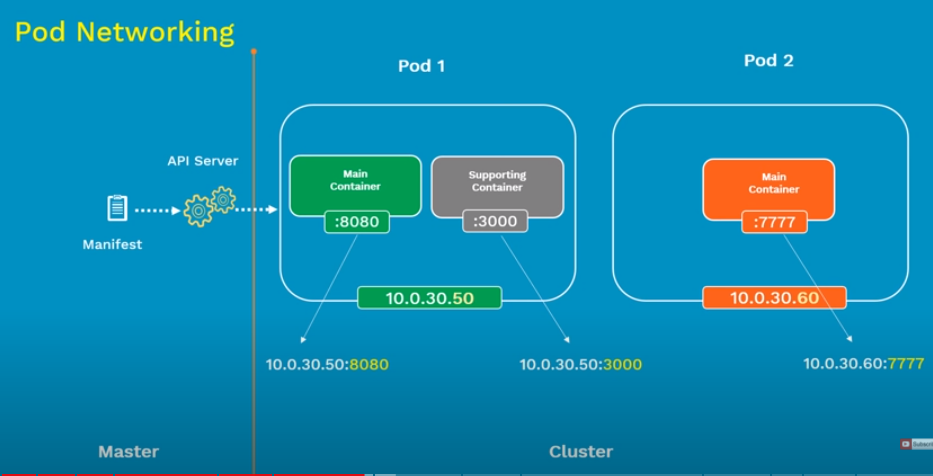 Pod Networking
Pod 1
Pod 2
API Server
Manifest
Main
Container
:8080
Supporting
Container
:3000
Main
Container
:7777
10.0.30.50
10.0.30.60
10.0.30.50:8080
10.0.30.50:3000
10.0.30.60:7777
Master
Cluster